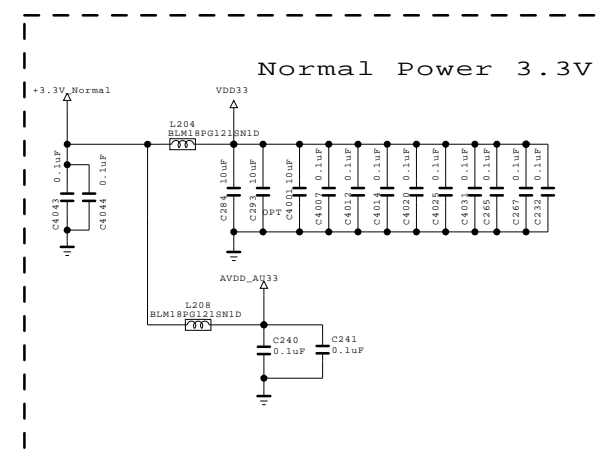 Normal Power 3.3V
+3.3V_Normal
VDD33
L204
BLM18PG121SN1D
C4043
0.1uF
C4044
0.1uF
C284
10uF
C293
10uF
OPT
C4001
10uF
C4007
0.1uF
C4012
0.1uF
C4014
0.1uF
C4020
0.1uF
C4025
0.1uF
C4031
0.1uF
C265
0.1uF
C267
0.1uF
C232
0.1uF
AVDD_AU33
L208
BLM18PG121SN1D
C240
0.1uF
C241
0.1uF